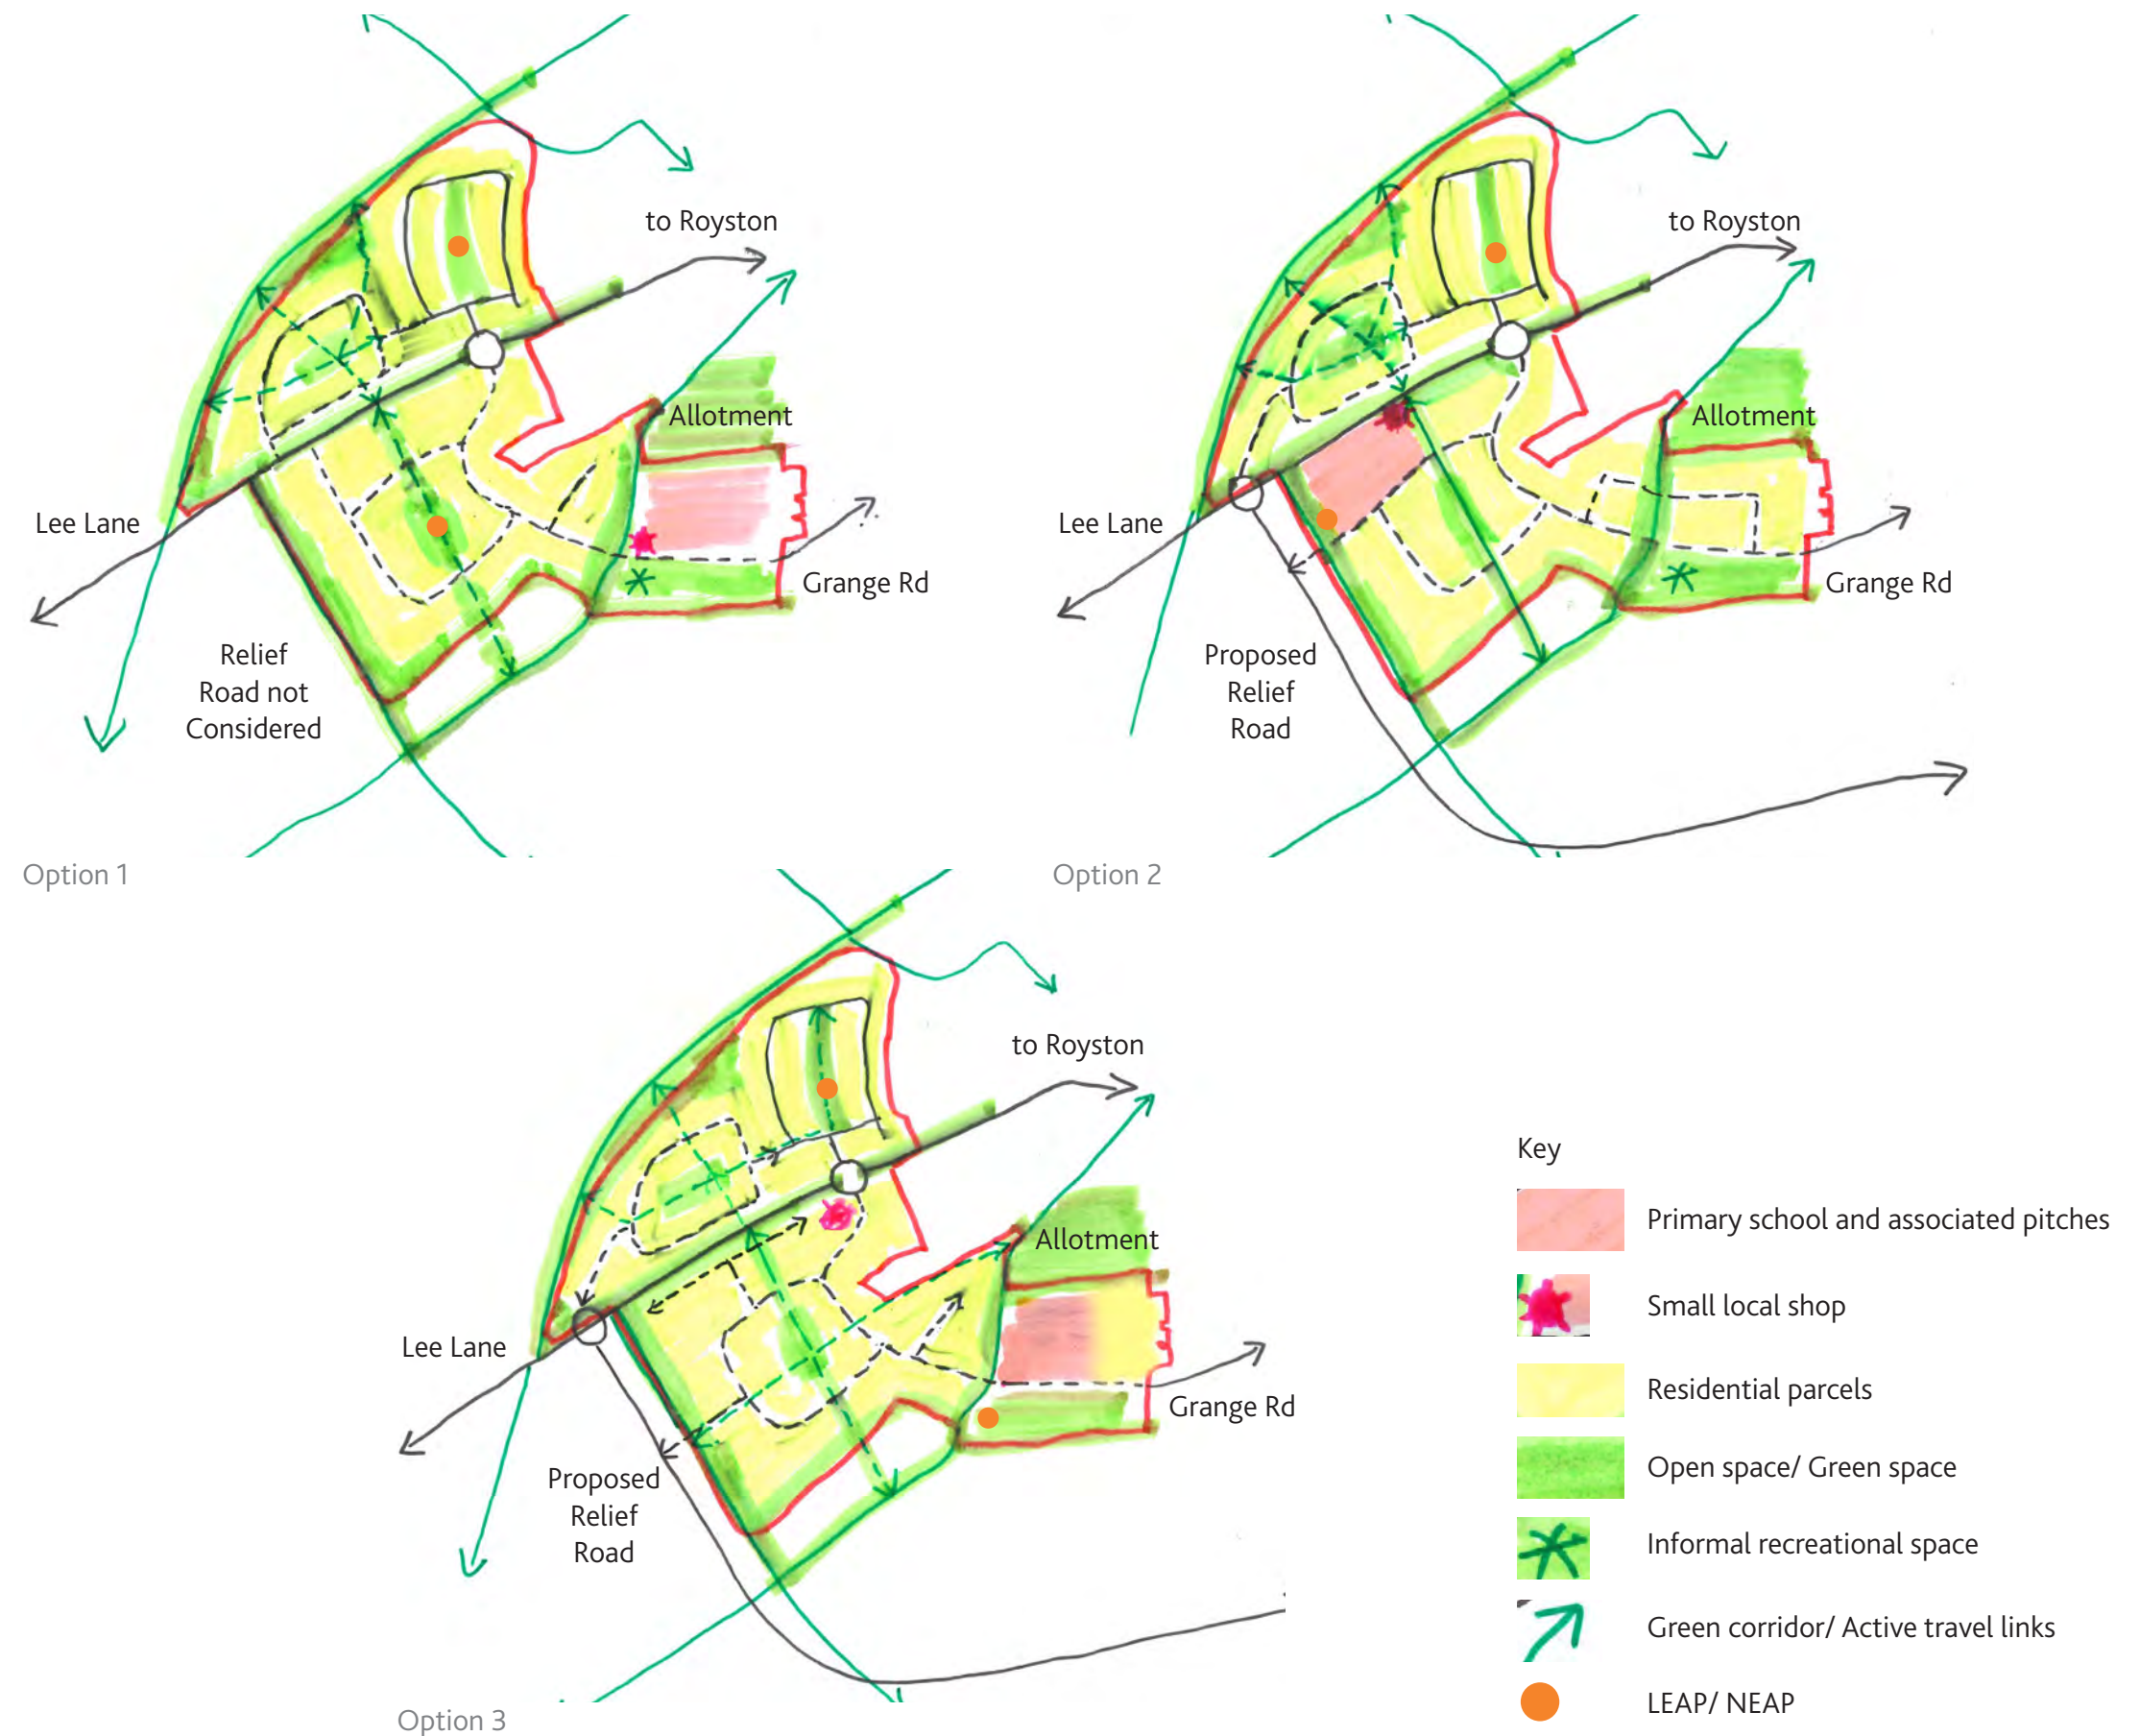 to Royston
Allotment
Lee Lane
Grange Rd
Relief
Road not
Considered
Option 1
to Royston
Allotment
Lee Lane
Grange Rd
Proposed
Relief
Road
Option 2
to Royston
Allotment
Lee Lane
Grange Rd
Proposed
Relief
Road
Option 3
Key
Primary school and associated pitches
Small local shop
Residential parcels
Open space/ Green space
Informal recreational space
Green corridor/ Active travel links
LEAP/ NEAP